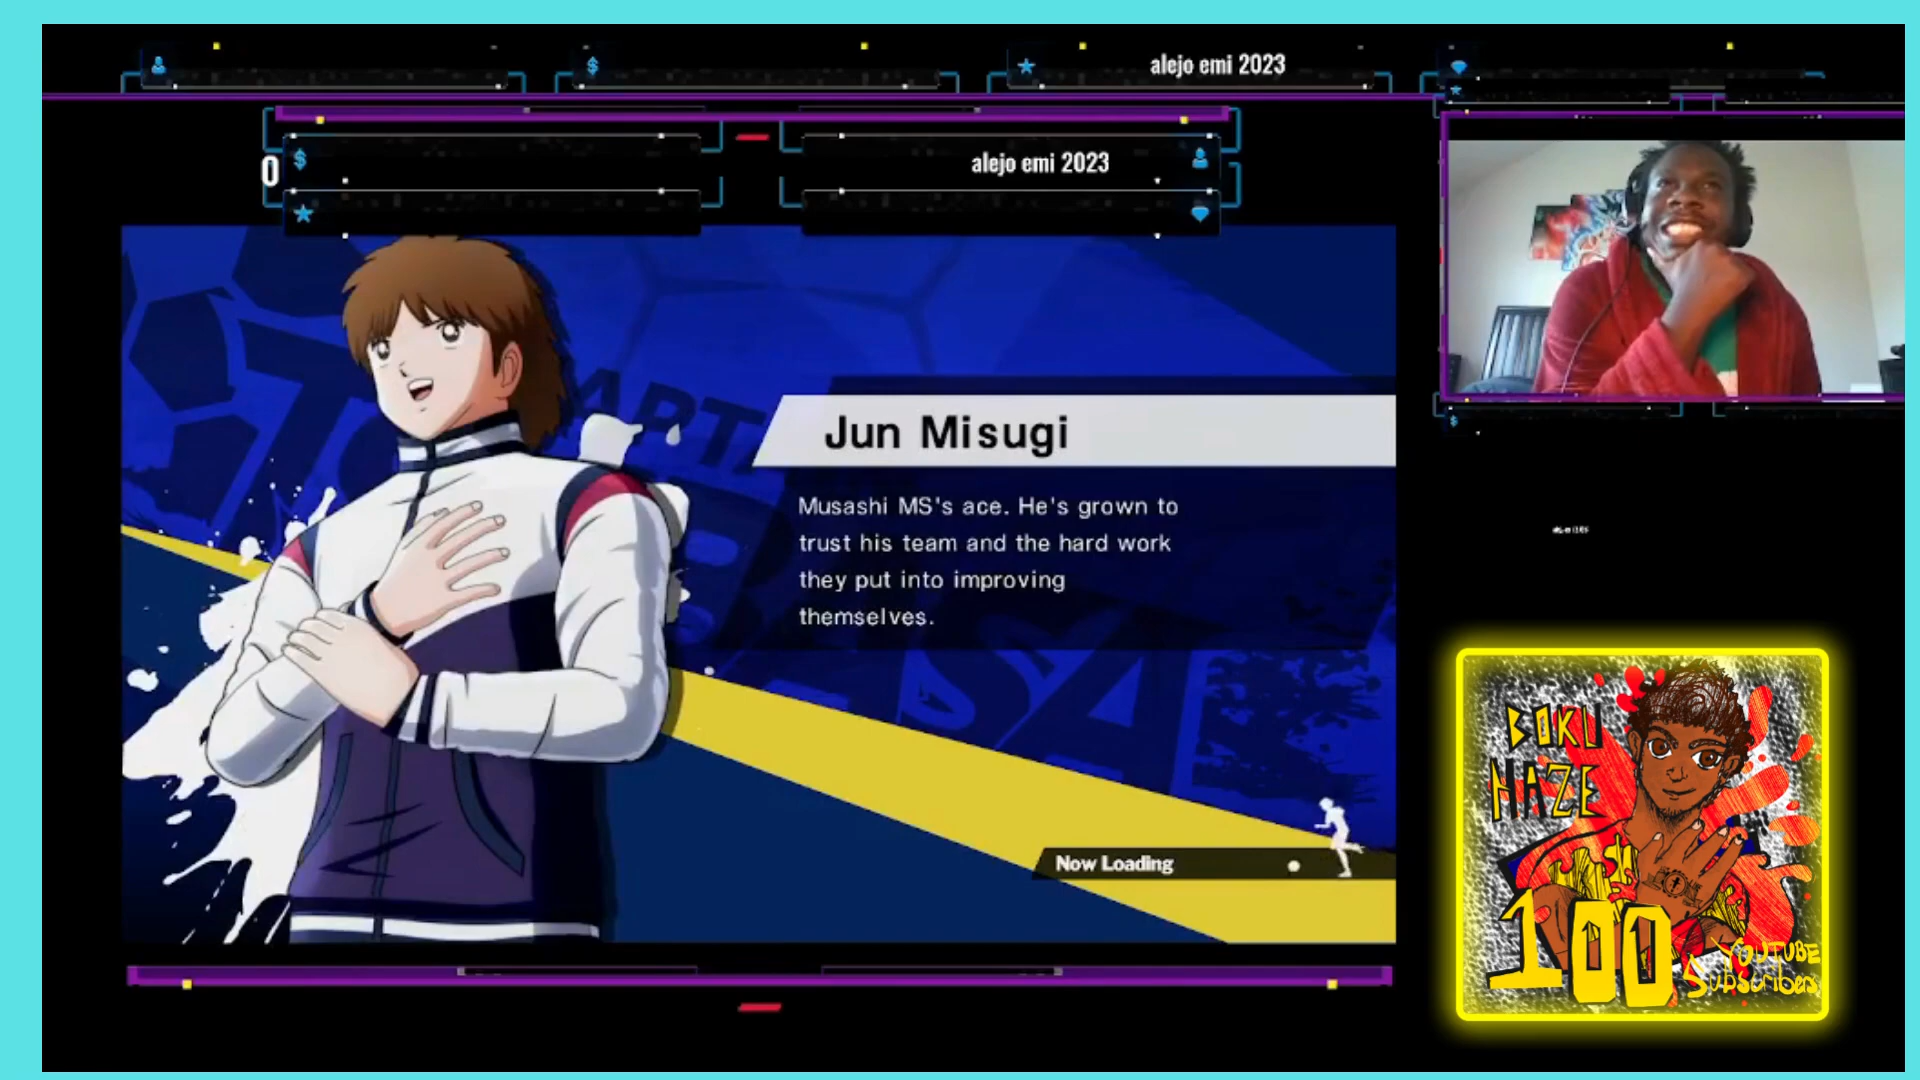 alejo emi 2023
0
alejo emi 2023
Jun Misugi
Musashi MS's ace. He's grown to
trust his team and the hard work
they put into improving
themselves.
Now Loading
BOKU
HAZE
100
YOUTUBE
Subscribers